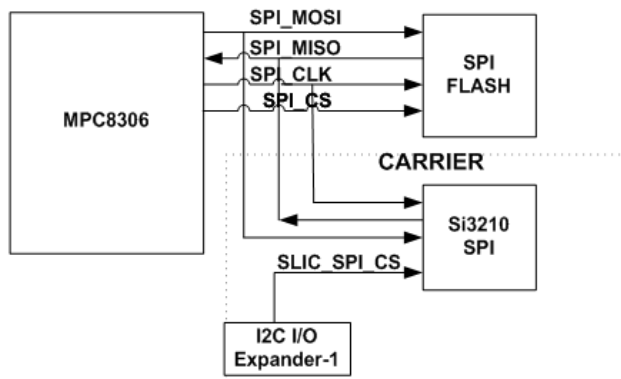 SPI_MOSI
SPI_MISO
SPI_CLK
SPI_CS
SPI
FLASH
MPC8306
CARRIER
Si3210
SPI
SLIC_SPI_CS
I2C I/O
Expander-1